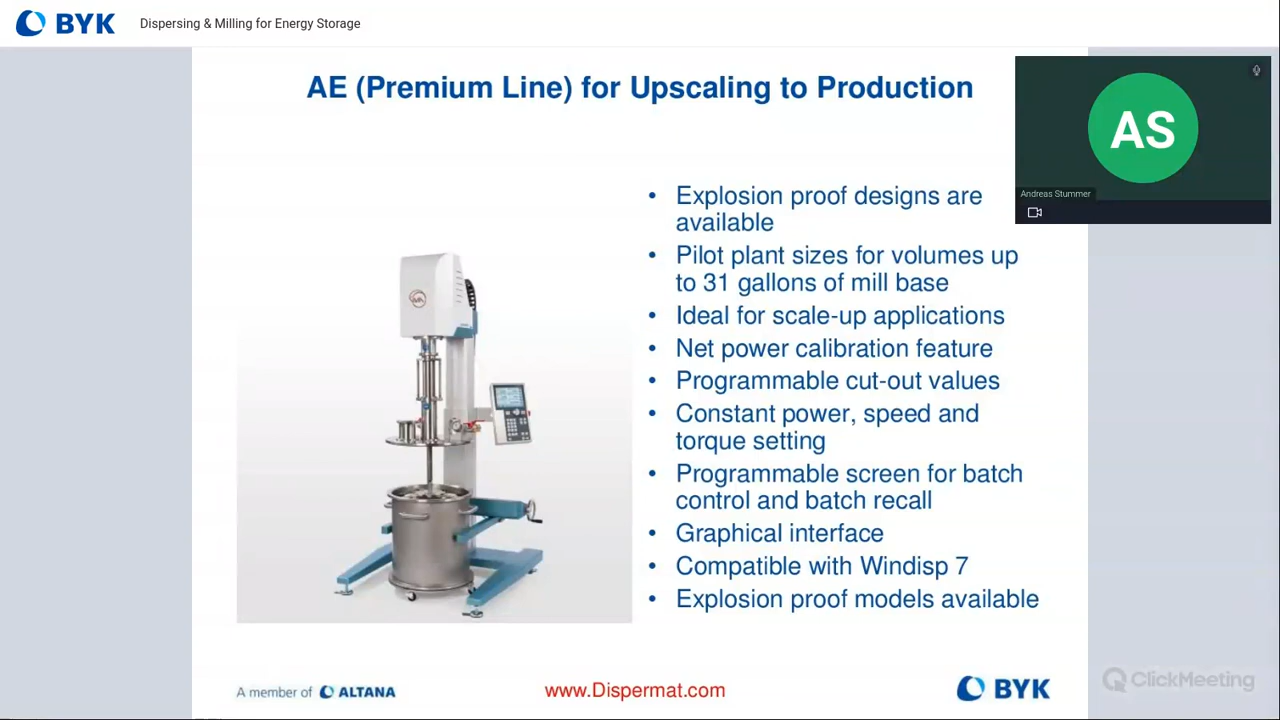 BYK
Dispersing & Milling for Energy Storage
AE (Premium Line) for Upscaling to Production
AS
Andreas Stummer
• Explosion proof designs are
available
• Pilot plant sizes for volumes up
to 31 gallons of mill base
• Ideal for scale-up applications
• Net power calibration feature
• Programmable cut-out values
• Constant power, speed and
torque setting
• Programmable screen for batch
control and batch recall
• Graphical interface
• Compatible with Windisp 7
• Explosion proof models available
A member of ALTANA
www.Dispermat.com
BYK
ClickMeeting